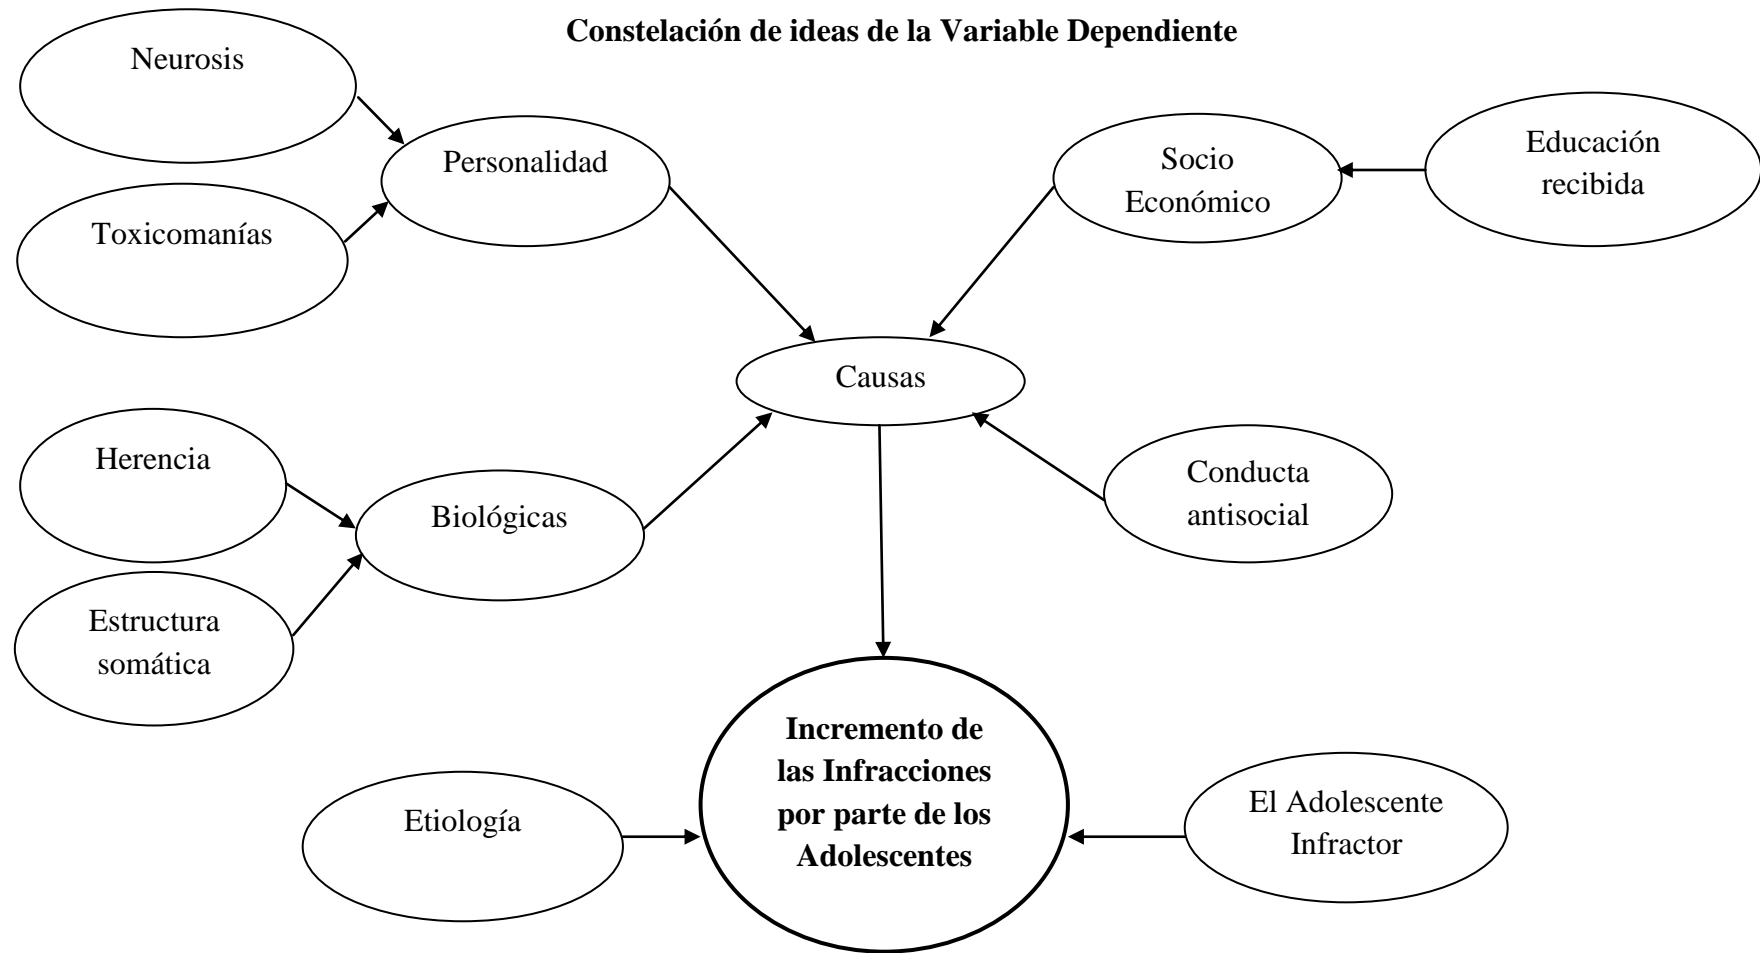 Constelación de ideas de la Variable Dependiente
Neurosis
Personalidad
Toxicomanías
Socio
Económico
Educación
recibida
Causas
Herencia
Biológicas
Estructura
somática
Conducta
antisocial
Incremento de
las Infracciones
por parte de los
Adolescentes
Etiología
El Adolescente
Infractor